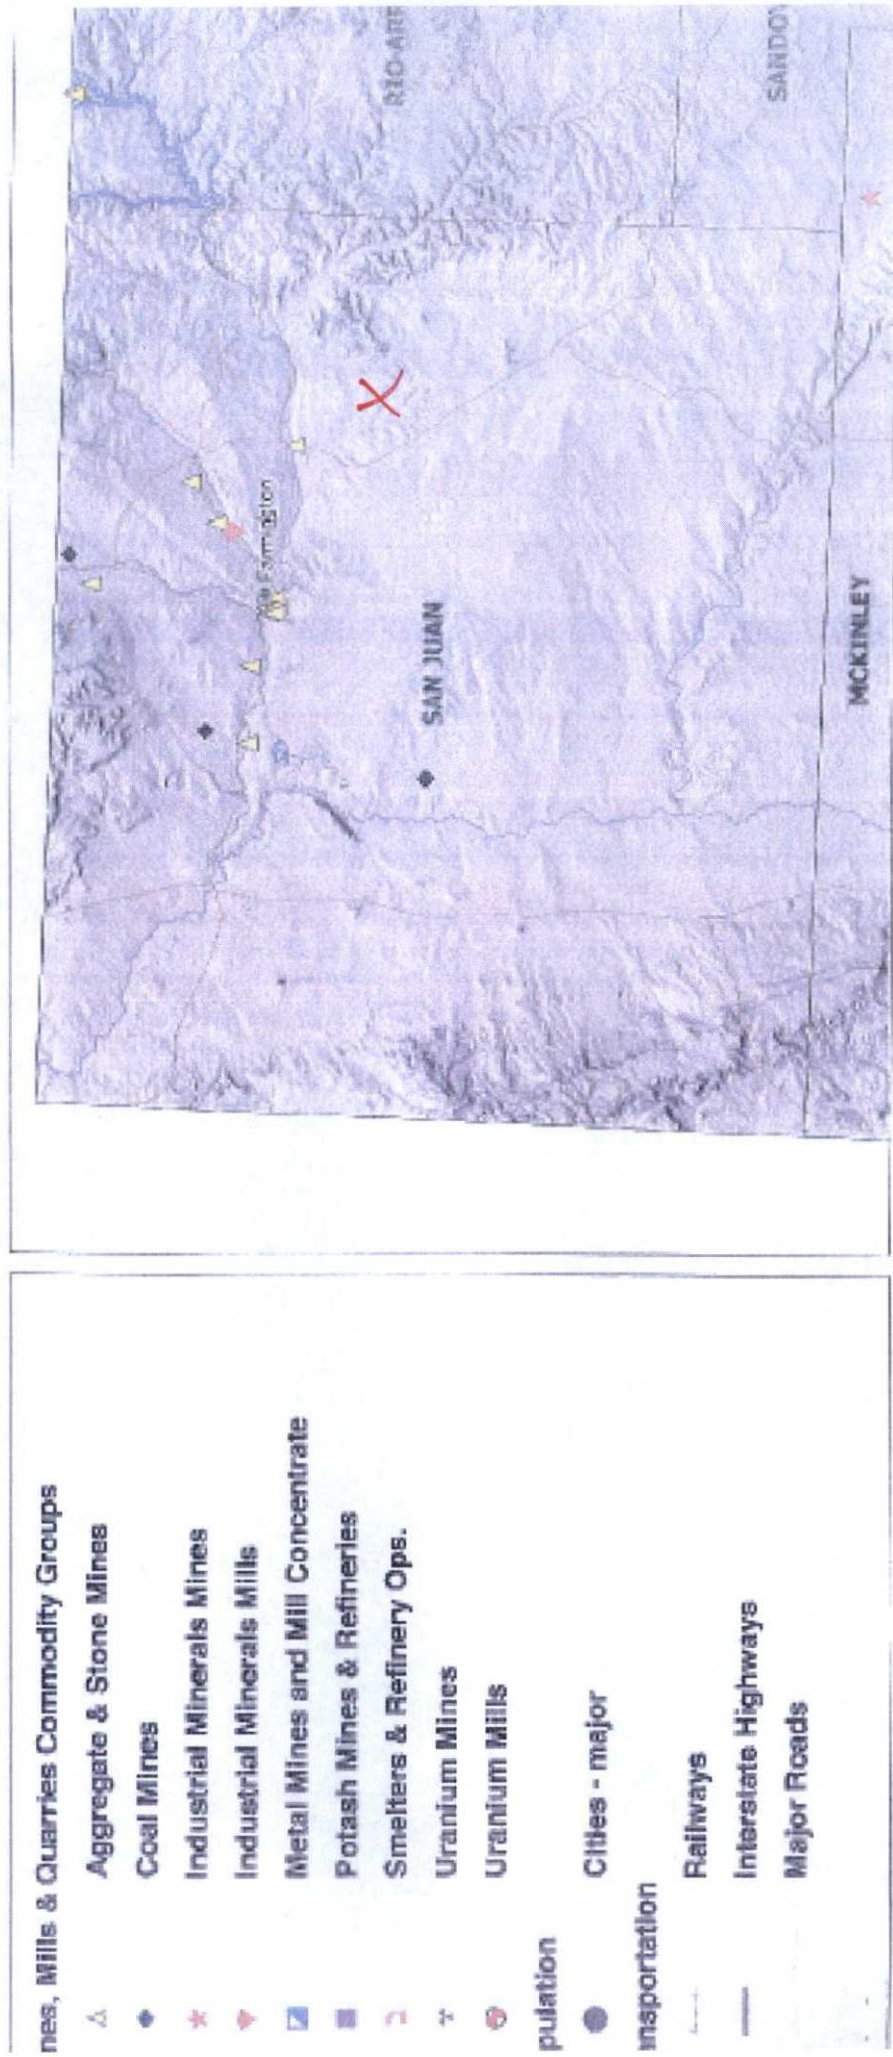 nes, Mills & Quarries Commodity Groups
Aggregate & Stone Mines
Coal Mines
Industrial Minerals Mines
Industrial Minerals Mills
Metal Mines and Mill Concentrate
Potash Mines & Refineries
Smelters & Refinery Ops.
Uranium Mines
Uranium Mills
pulation
Cities - major
nsportation
Railways
Interstate Highways
Major Roads
Farmington
SAN JUAN
MCKINLEY
RIO ARR
SANDOV